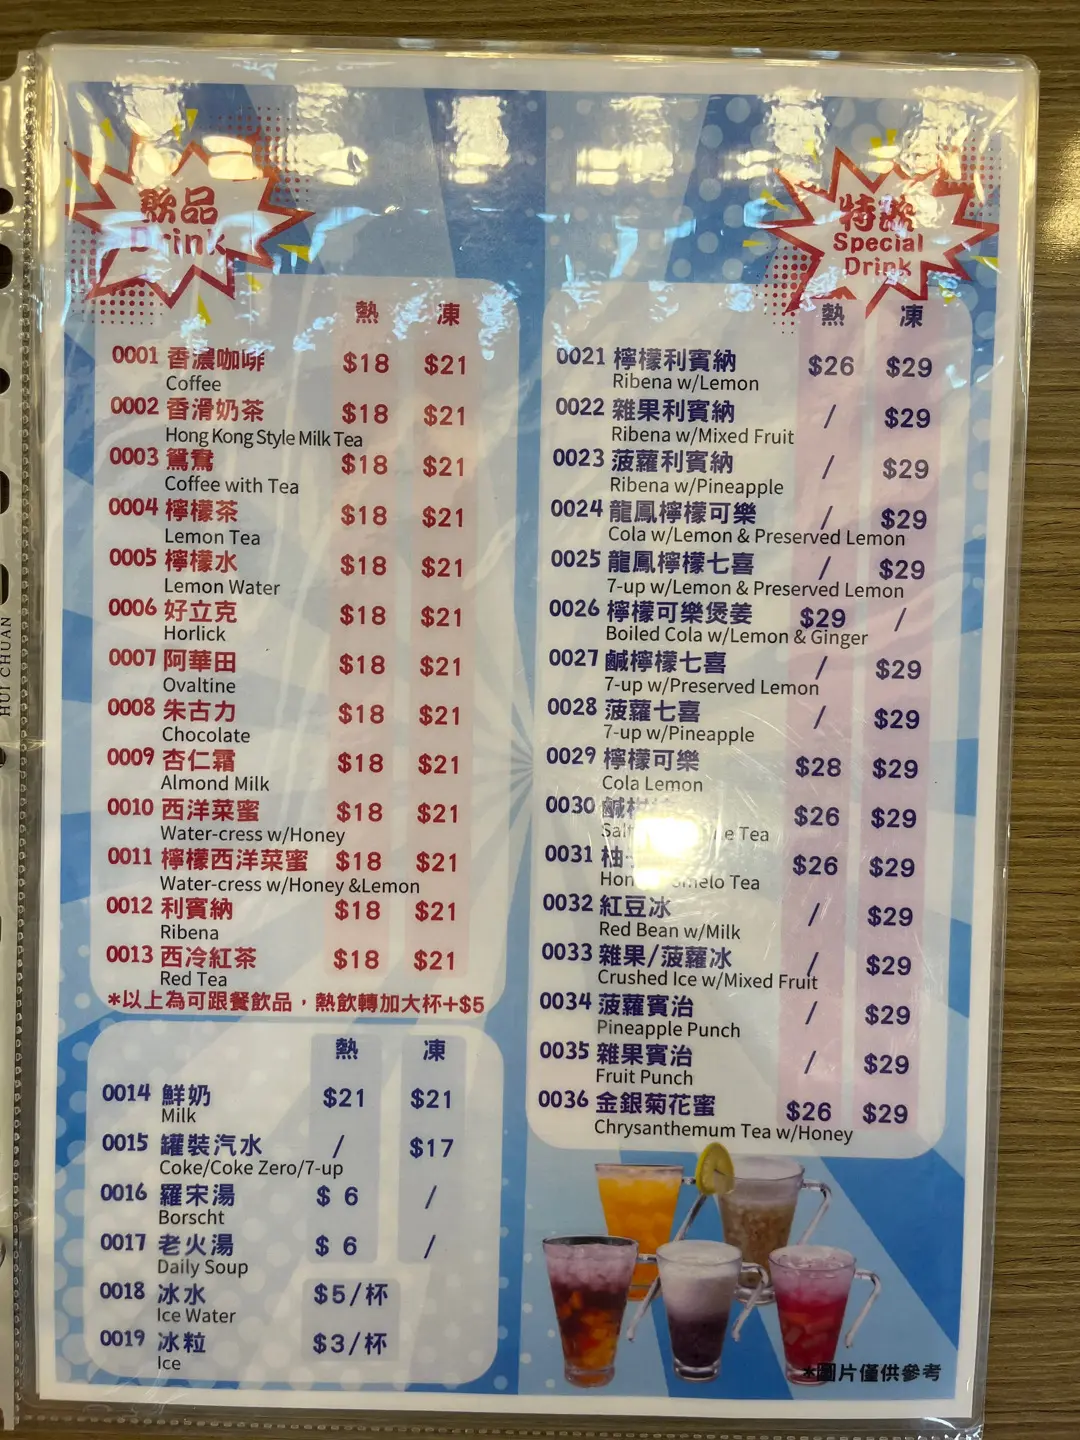 飲品
Drink
熱 凍
0001 香濃咖啡 $18 $21
Coffee
0002 香滑奶茶 $18 $21
Hong Kong Style Milk Tea
0003 鴛鴦 $18 $21
Coffee with Tea
0004 檸檬茶 $18 $21
Lemon Tea
0005 檸檬水 $18 $21
Lemon Water
0006 好立克 $18 $21
Horlick
0007 阿華田 $18 $21
Ovaltine
0008 朱古力 $18 $21
Chocolate
0009 杏仁霜 $18 $21
Almond Milk
0010 西洋菜蜜 $18 $21
Water-cress w/Honey
0011 檸檬西洋菜蜜 $18 $21
Water-cress w/Honey &Lemon
0012 利賓納 $18 $21
Ribena
0013 西冷紅茶 $18 $21
Red Tea
*以上為可跟餐飲品，熱飲轉加大杯+$5
熱 凍
0014 鮮奶 $21 $21
Milk
0015 罐裝汽水 / $17
Coke/Coke Zero/7-up
0016 羅宋湯 $ 6 /
Borscht
0017 老火湯 $ 6 /
Daily Soup
0018 冰水 $5/杯
Ice Water
0019 冰粒 $3/杯
Ice
特飲
Special
Drink
熱 凍
0021 檸檬利賓納 $26 $29
Ribena w/Lemon
0022 雜果利賓納 / $29
Ribena w/Mixed Fruit
0023 菠蘿利賓納 / $29
Ribena w/Pineapple
0024 龍鳳檸檬可樂 / $29
Cola w/Lemon & Preserved Lemon
0025 龍鳳檸檬七喜 / $29
7-up w/Lemon & Preserved Lemon
0026 檸檬可樂煲姜 $29 /
Boiled Cola w/Lemon & Ginger
0027 鹹檸檬七喜 / $29
7-up w/Preserved Lemon
0028 菠蘿七喜 / $29
7-up w/Pineapple
0029 檸檬可樂 $28 $29
Cola Lemon
0030 鹹柑 $26 $29
Tea
0031 柚 $26 $29
Tea
0032 紅豆冰 / $29
Red Bean w/Milk
0033 雜果/菠蘿冰 / $29
Crushed Ice w/Mixed Fruit
0034 菠蘿賓治 / $29
Pineapple Punch
0035 雜果賓治 / $29
Fruit Punch
0036 金銀菊花蜜 $26 $29
Chrysanthemum Tea w/Honey
*圖片僅供參考
HUI CHUAN